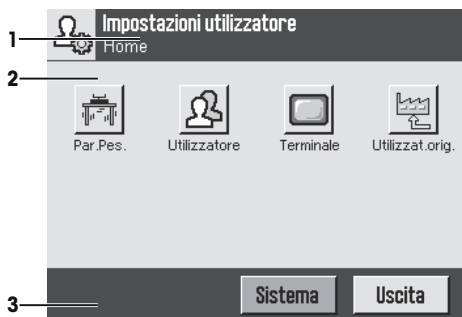 Impostazioni utilizzatore
1
Home
2
Par.Pes. Utilizzatore Terminale Utilizzat.orig.
Sistema Uscita
3